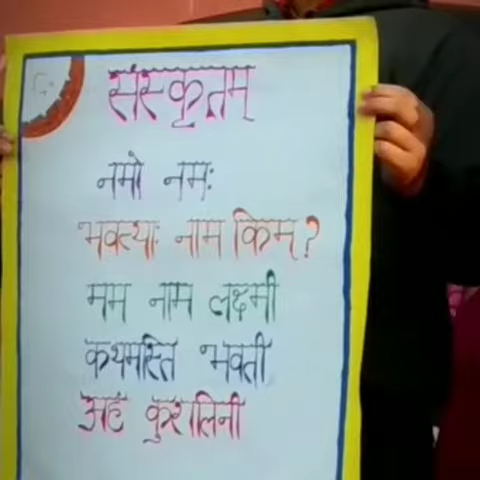 संस्कृतम्
नमो नमः
भवत्याः नाम किम्?
मम नाम लक्ष्मी
कथमस्ति भवती
अहं कुशलिनी